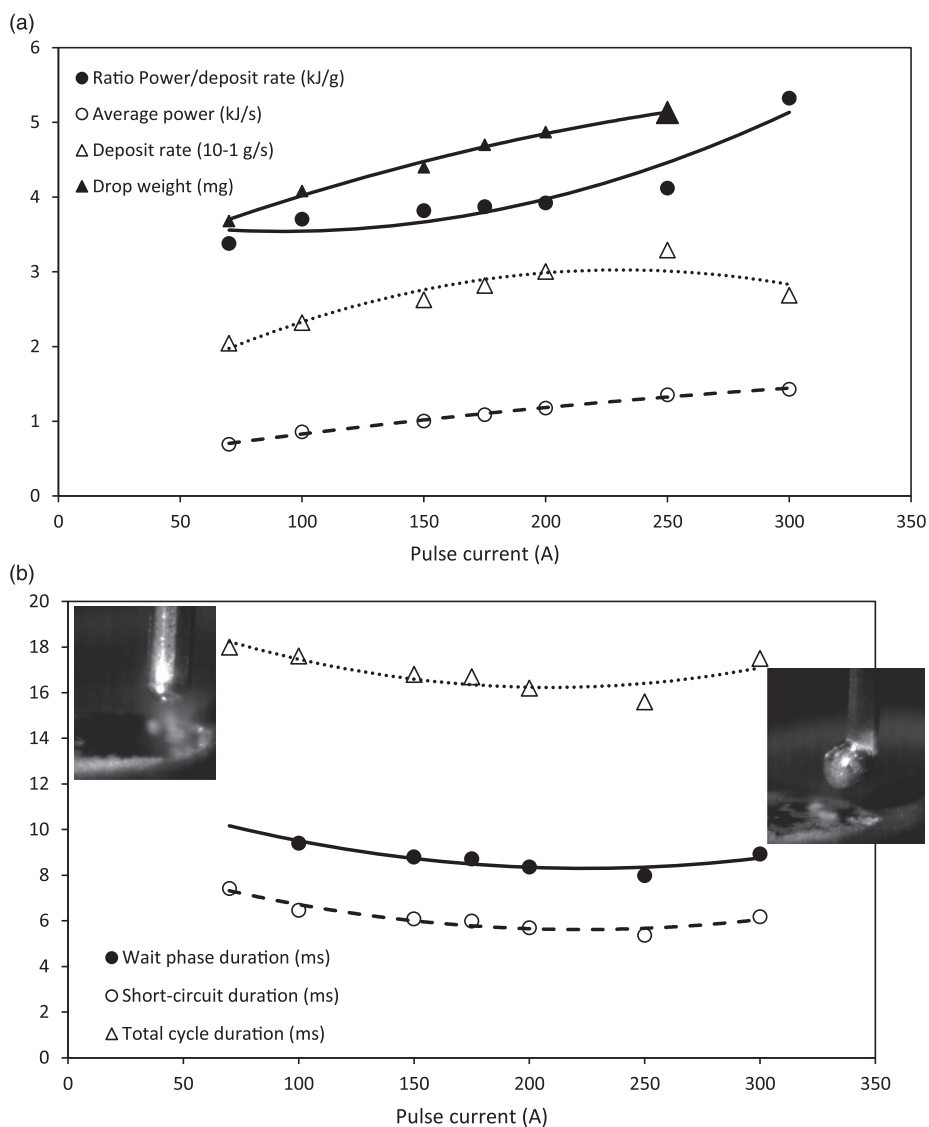 (a)
6
5
4
3
2
1
0
Ratio Power/deposit rate (kJ/g)
Average power (kJ/s)
Deposit rate (10-1 g/s)
Drop weight (mg)
0 50 100 150 200 250 300 350
Pulse current (A)
(b)
20
18
16
14
12
10
8
6
4
2
0
Wait phase duration (ms)
Short-circuit duration (ms)
Total cycle duration (ms)
0 50 100 150 200 250 300 350
Pulse current (A)